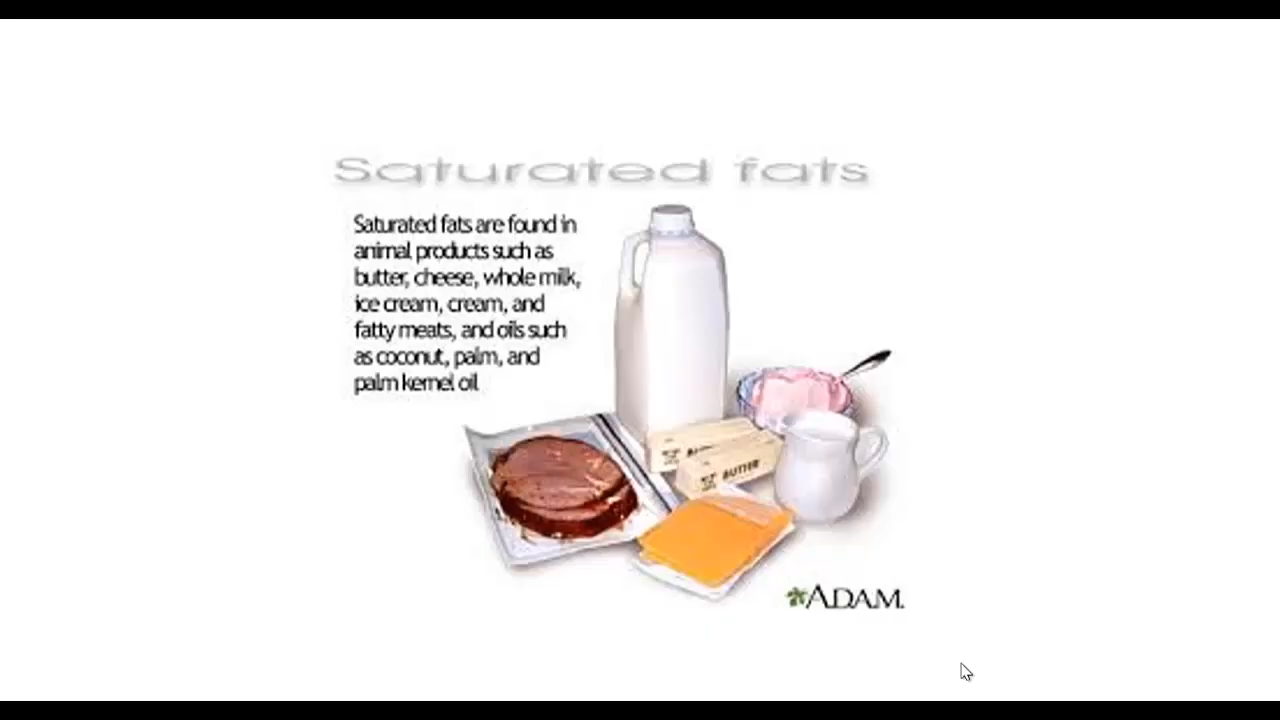 Saturated fats
Saturated fats are found in
animal products such as
butter, cheese, whole milk,
ice cream, cream, and
fatty meats, and oils such
as coconut, palm, and
palm kernel oil
BUTTER
ADAM.